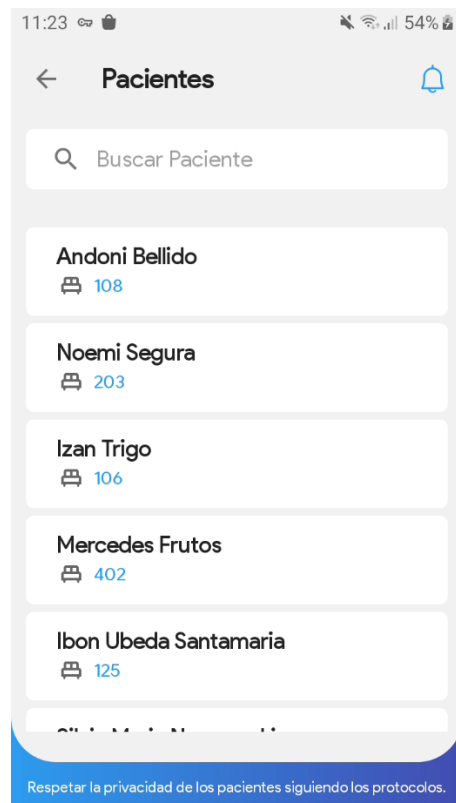 11:23
54%
Pacientes
Buscar Paciente
Andoni Bellido
108
Noemi Segura
203
Izan Trigo
106
Mercedes Frutos
402
Ibon Ubeda Santamaria
125
Respetar la privacidad de los pacientes siguiendo los protocolos.